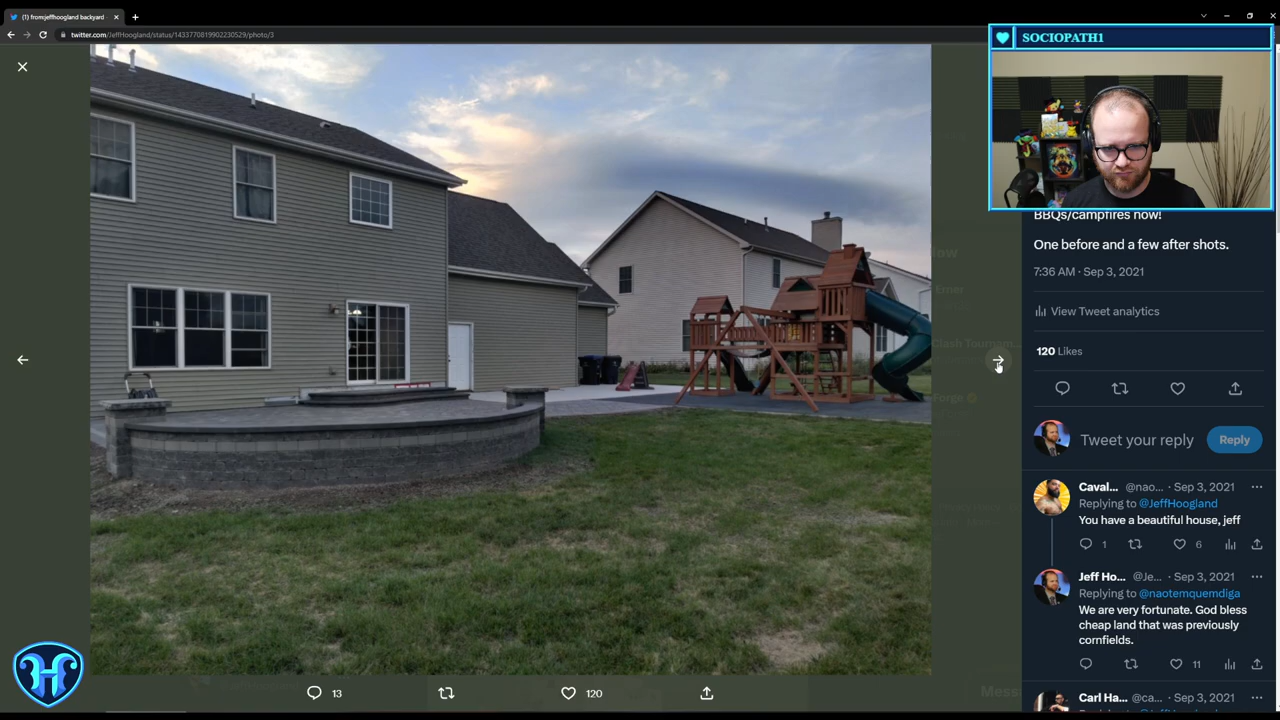 (1) from:jeffhoogland backyard
twitter.com/JeffHoogland/status/1433770819902230529/photo/3
SOCIOPATH1
BBQs/campfires now!
One before and a few after shots.
7:36 AM · Sep 3, 2021
View Tweet analytics
120 Likes
Tweet your reply
Reply
Caval... @nao... · Sep 3, 2021
Replying to @JeffHoogland
You have a beautiful house, jeff
1
6
Jeff Ho... @Je... · Sep 3, 2021
Replying to @naotemquemdiga
We are very fortunate. God bless
cheap land that was previously
cornfields.
11
Carl Ha... @ca... · Sep 3, 2021
13
120
H